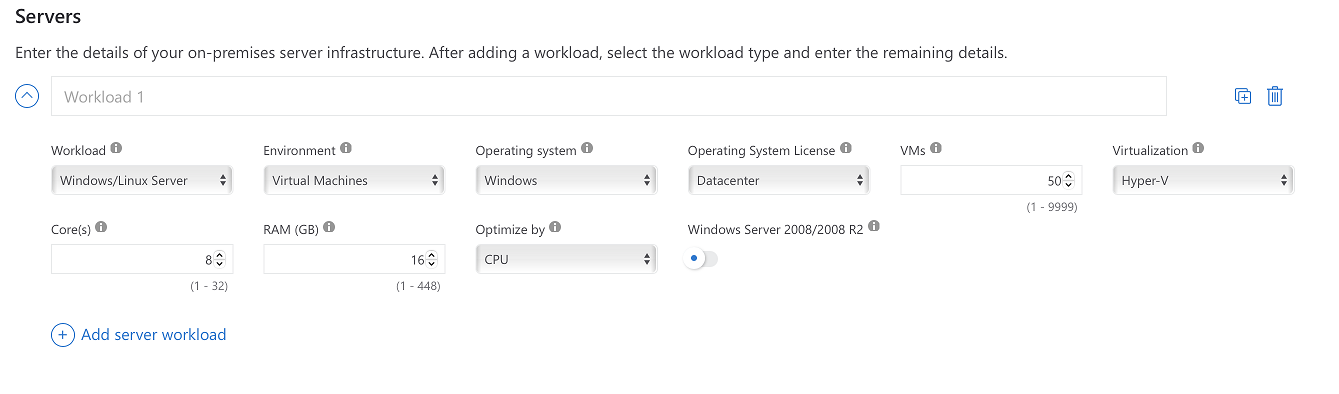 Servers
Enter the details of your on-premises server infrastructure. After adding a workload, select the workload type and enter the remaining details.
Workload 1
Workload Environment Operating system Operating System License VMs Virtualization
Windows/Linux Server Virtual Machines Windows Datacenter 50 Hyper-V
(1 - 9999)
Core(s) RAM (GB) Optimize by Windows Server 2008/2008 R2
8 16 CPU
(1 - 32) (1 - 448)
Add server workload